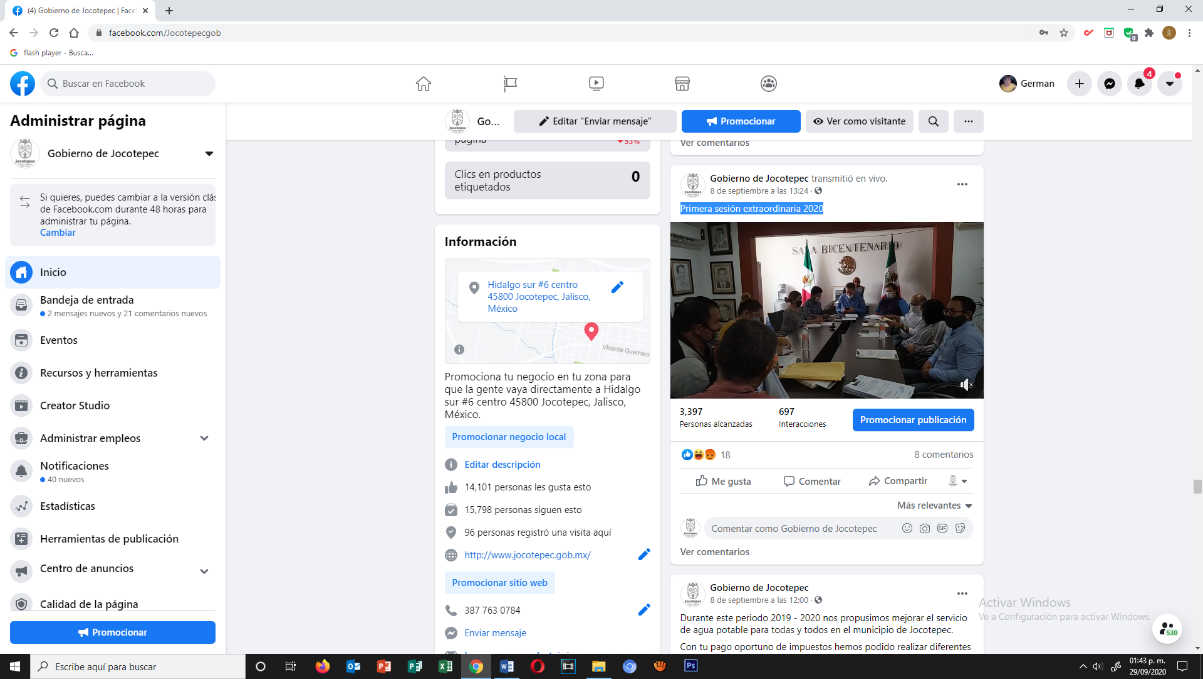 (4) Gobierno de Jocotepec | Face
facebook.com/Jocotepecgob
flash player - Busca...
Buscar en Facebook
German
4
Administrar página
Gobierno de Jocotepec
Si quieres, puedes cambiar a la versión clás
de Facebook.com durante 48 horas para
administrar tu página.
Cambiar
Inicio
Bandeja de entrada
2 mensajes nuevos y 21 comentarios nuevos
Eventos
Recursos y herramientas
Creator Studio
Administrar empleos
Notificaciones
40 nuevos
Estadísticas
Herramientas de publicación
Centro de anuncios
Calidad de la página
Promocionar
Go...
Editar "Enviar mensaje"
Promocionar
Ver como visitante
página
53%
Clics en productos
etiquetados
0
Información
Hidalgo sur #6 centro
45800 Jocotepec, Jalisco,
México
Vicente Guerrero
Promociona tu negocio en tu zona para
que la gente vaya directamente a Hidalgo
sur #6 centro 45800 Jocotepec, Jalisco,
México.
Promocionar negocio local
Editar descripción
14,101 personas les gusta esto
15,798 personas siguen esto
96 personas registró una visita aquí
http://www.jocotepec.gob.mx/
Promocionar sitio web
387 763 0784
Enviar mensaje
Ver comentarios
Gobierno de Jocotepec transmitió en vivo.
8 de septiembre a las 13:24 ·
Primera sesión extraordinaria 2020
SALA BICENTENARIO
3,397
Personas alcanzadas
697
Interacciones
Promocionar publicación
18
8 comentarios
Me gusta
Comentar
Compartir
Más relevantes
Comentar como Gobierno de Jocotepec
Ver comentarios
Gobierno de Jocotepec
8 de septiembre a las 12:00 ·
Durante este periodo 2019 - 2020 nos propusimos mejorar el servicio
de agua potable para todas y todos en el municipio de Jocotepec.
Con tu pago oportuno de impuestos hemos podido realizar diferentes
Activar Windows
Ve a Configuración para activar Windows.
530
Escribe aquí para buscar
01:43 p. m.
29/09/2020